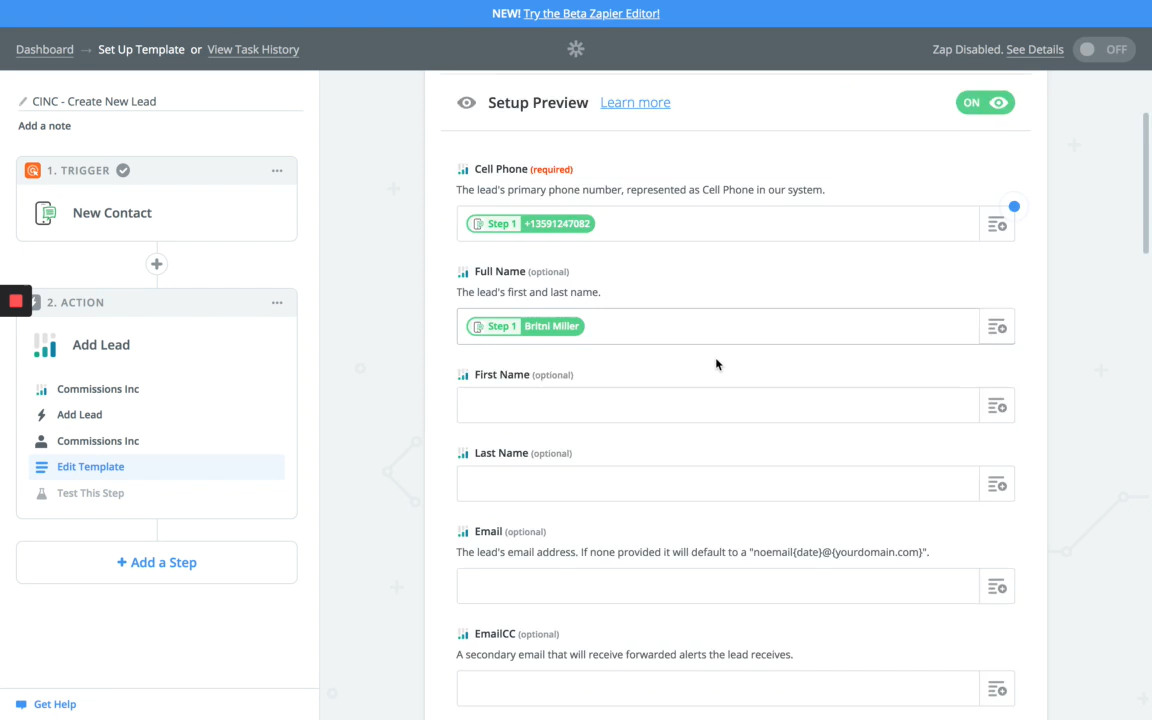 NEW! Try the Beta Zapier Editor!
Dashboard → Set Up Template or View Task History
Zap Disabled. See Details OFF
CINC - Create New Lead
Add a note
1. TRIGGER
New Contact
2. ACTION
Add Lead
Commissions Inc
Add Lead
Commissions Inc
Edit Template
Test This Step
+ Add a Step
Get Help
Setup Preview Learn more
ON
Cell Phone (required)
The lead's primary phone number, represented as Cell Phone in our system.
Step 1 +13591247082
Full Name (optional)
The lead's first and last name.
Step 1 Britni Miller
First Name (optional)
Last Name (optional)
Email (optional)
The lead's email address. If none provided it will default to a "noemail{date}@{yourdomain.com}".
EmailCC (optional)
A secondary email that will receive forwarded alerts the lead receives.